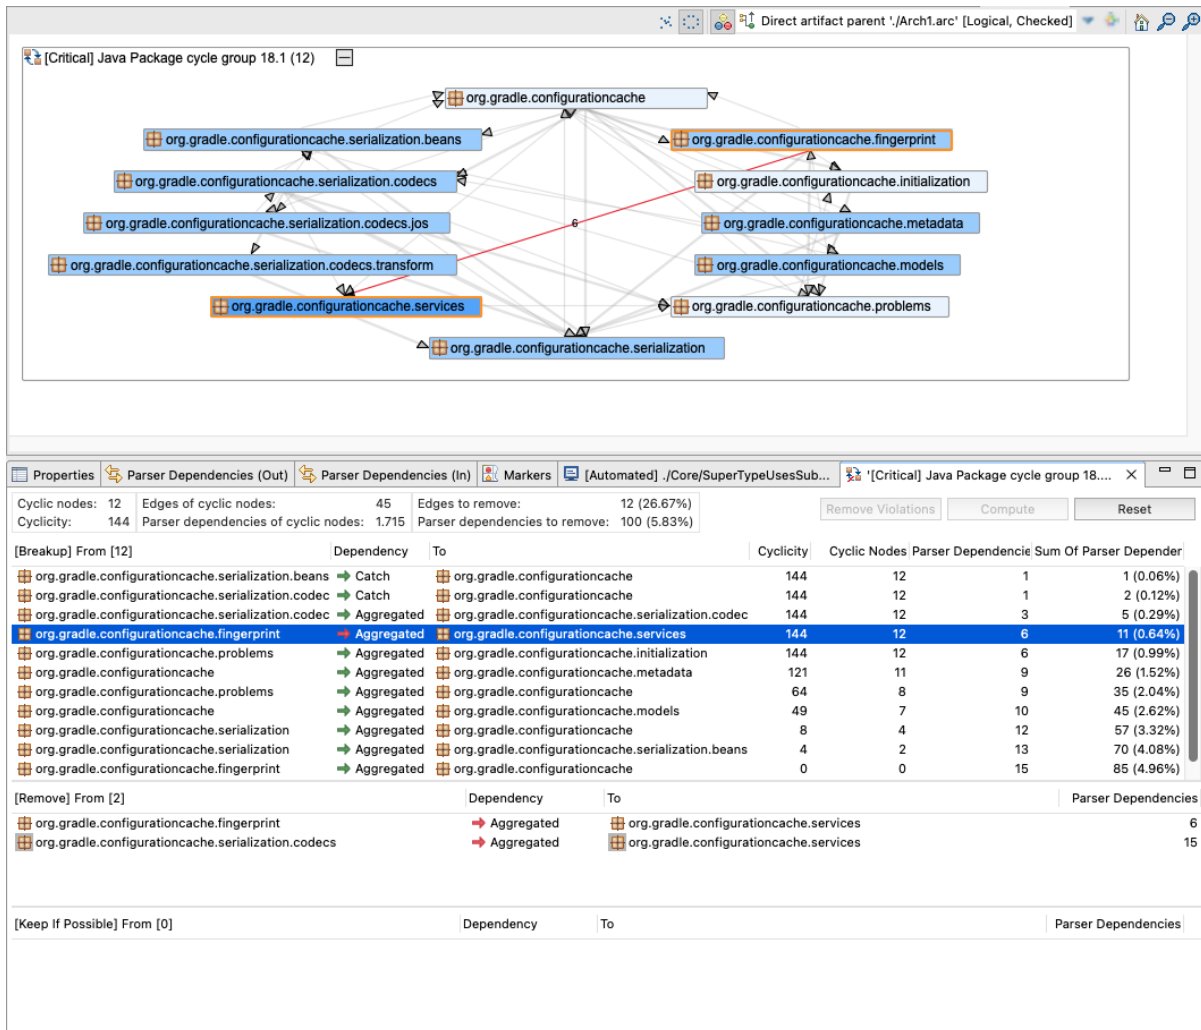 Direct artifact parent './Arch1.arc' [Logical, Checked]
[Critical] Java Package cycle group 18.1 (12)
org.gradle.configurationcache
org.gradle.configurationcache.serialization.beans
org.gradle.configurationcache.fingerprint
org.gradle.configurationcache.serialization.codecs
org.gradle.configurationcache.initialization
org.gradle.configurationcache.serialization.codecs.jos
6
org.gradle.configurationcache.metadata
org.gradle.configurationcache.serialization.codecs.transform
org.gradle.configurationcache.models
org.gradle.configurationcache.services
org.gradle.configurationcache.problems
org.gradle.configurationcache.serialization
Properties Parser Dependencies (Out) Parser Dependencies (In) Markers [Automated] ./Core/SuperTypeUsesSub... '[Critical] Java Package cycle group 18....
Cyclic nodes: 12 Edges of cyclic nodes: 45 Edges to remove: 12 (26.67%)
Remove Violations Compute Reset
Cyclicity: 144 Parser dependencies of cyclic nodes: 1.715 Parser dependencies to remove: 100 (5.83%)
[Breakup] From [12] Dependency To Cyclicity Cyclic Nodes Parser Dependencie Sum Of Parser Depender
org.gradle.configurationcache.serialization.beans Catch org.gradle.configurationcache 144 12 1 1 (0.06%)
org.gradle.configurationcache.serialization.codec Catch org.gradle.configurationcache 144 12 1 2 (0.12%)
org.gradle.configurationcache.serialization.codec Aggregated org.gradle.configurationcache.serialization.codec 144 12 3 5 (0.29%)
org.gradle.configurationcache.fingerprint Aggregated org.gradle.configurationcache.services 144 12 6 11 (0.64%)
org.gradle.configurationcache.problems Aggregated org.gradle.configurationcache.initialization 144 12 6 17 (0.99%)
org.gradle.configurationcache Aggregated org.gradle.configurationcache.metadata 121 11 9 26 (1.52%)
org.gradle.configurationcache.problems Aggregated org.gradle.configurationcache 64 8 9 35 (2.04%)
org.gradle.configurationcache Aggregated org.gradle.configurationcache.models 49 7 10 45 (2.62%)
org.gradle.configurationcache.serialization Aggregated org.gradle.configurationcache 8 4 12 57 (3.32%)
org.gradle.configurationcache.serialization Aggregated org.gradle.configurationcache.serialization.beans 4 2 13 70 (4.08%)
org.gradle.configurationcache.fingerprint Aggregated org.gradle.configurationcache 0 0 15 85 (4.96%)
[Remove] From [2] Dependency To Parser Dependencies
org.gradle.configurationcache.fingerprint Aggregated org.gradle.configurationcache.services 6
org.gradle.configurationcache.serialization.codecs Aggregated org.gradle.configurationcache.services 15
[Keep If Possible] From [0] Dependency To Parser Dependencies